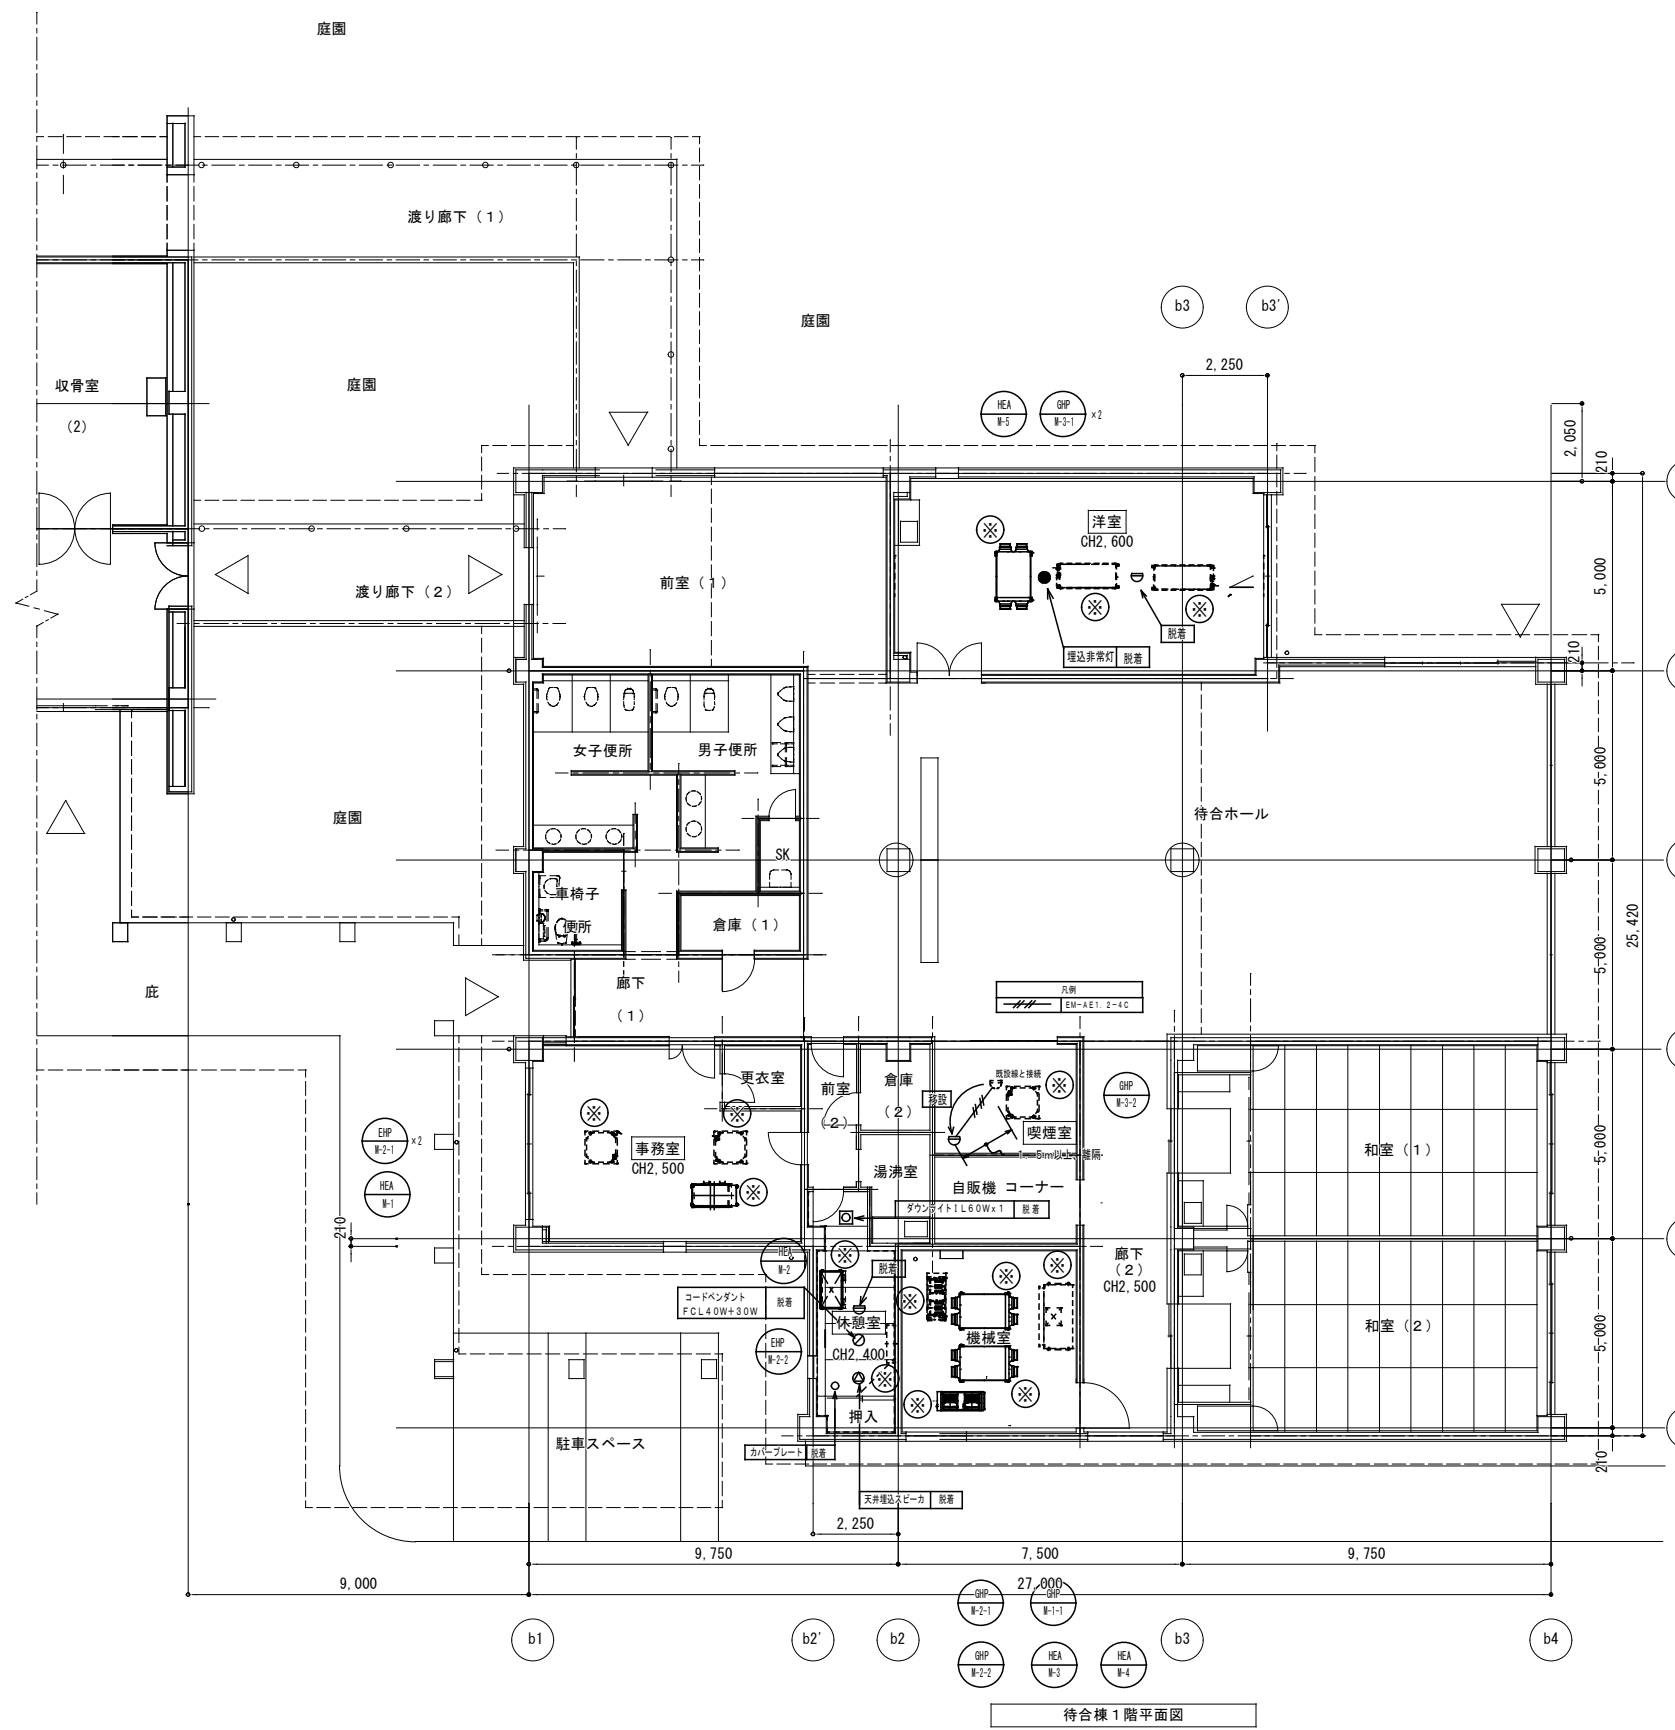 庭園
渡り廊下（１）
収骨室
（2）
庭園
庭園
b3
b3'
2,250
HEA
M-5
GHP
M-3-1
x2
2,050
210
洋室
CH2,600
※
※
※
脱着
埋込非常灯
脱着
前室（１）
渡り廊下（２）
5,000
210
女子便所
男子便所
SK
車椅子
便所
倉庫（１）
庭園
待合ホール
5,000
5,000
25,420
庇
廊下
（１）
凡例
EM-AE1.2-4C
更衣室
前室
（２）
倉庫
（２）
既設線と接続
移設
※
喫煙室
1．5m以上、離隔
GHP
M-3-2
EHP
M-2-1
x2
HEA
M-1
※
※
事務室
CH2,500
※
湯沸室
自販機 コーナー
ダウンライトＩＬ６０Ｗx１
脱着
和室（１）
5,000
210
HEA
M-2
※
脱着
コードペンダント
ＦＣＬ４０Ｗ＋３０Ｗ
脱着
EHP
M-2-2
休憩室
CH2,400
※
押入
※
※
※
機械室
※
※
廊下
（２）
CH2,500
和室（２）
5,000
210
駐車スペース
カバープレート
脱着
天井埋込スピーカ
脱着
2,250
9,750
7,500
9,750
9,000
27,000
GHP
M-2-1
GHP
M-1-1
b1
b2'
b2
b3
b4
GHP
M-2-2
HEA
M-3
HEA
M-4
待合棟１階平面図